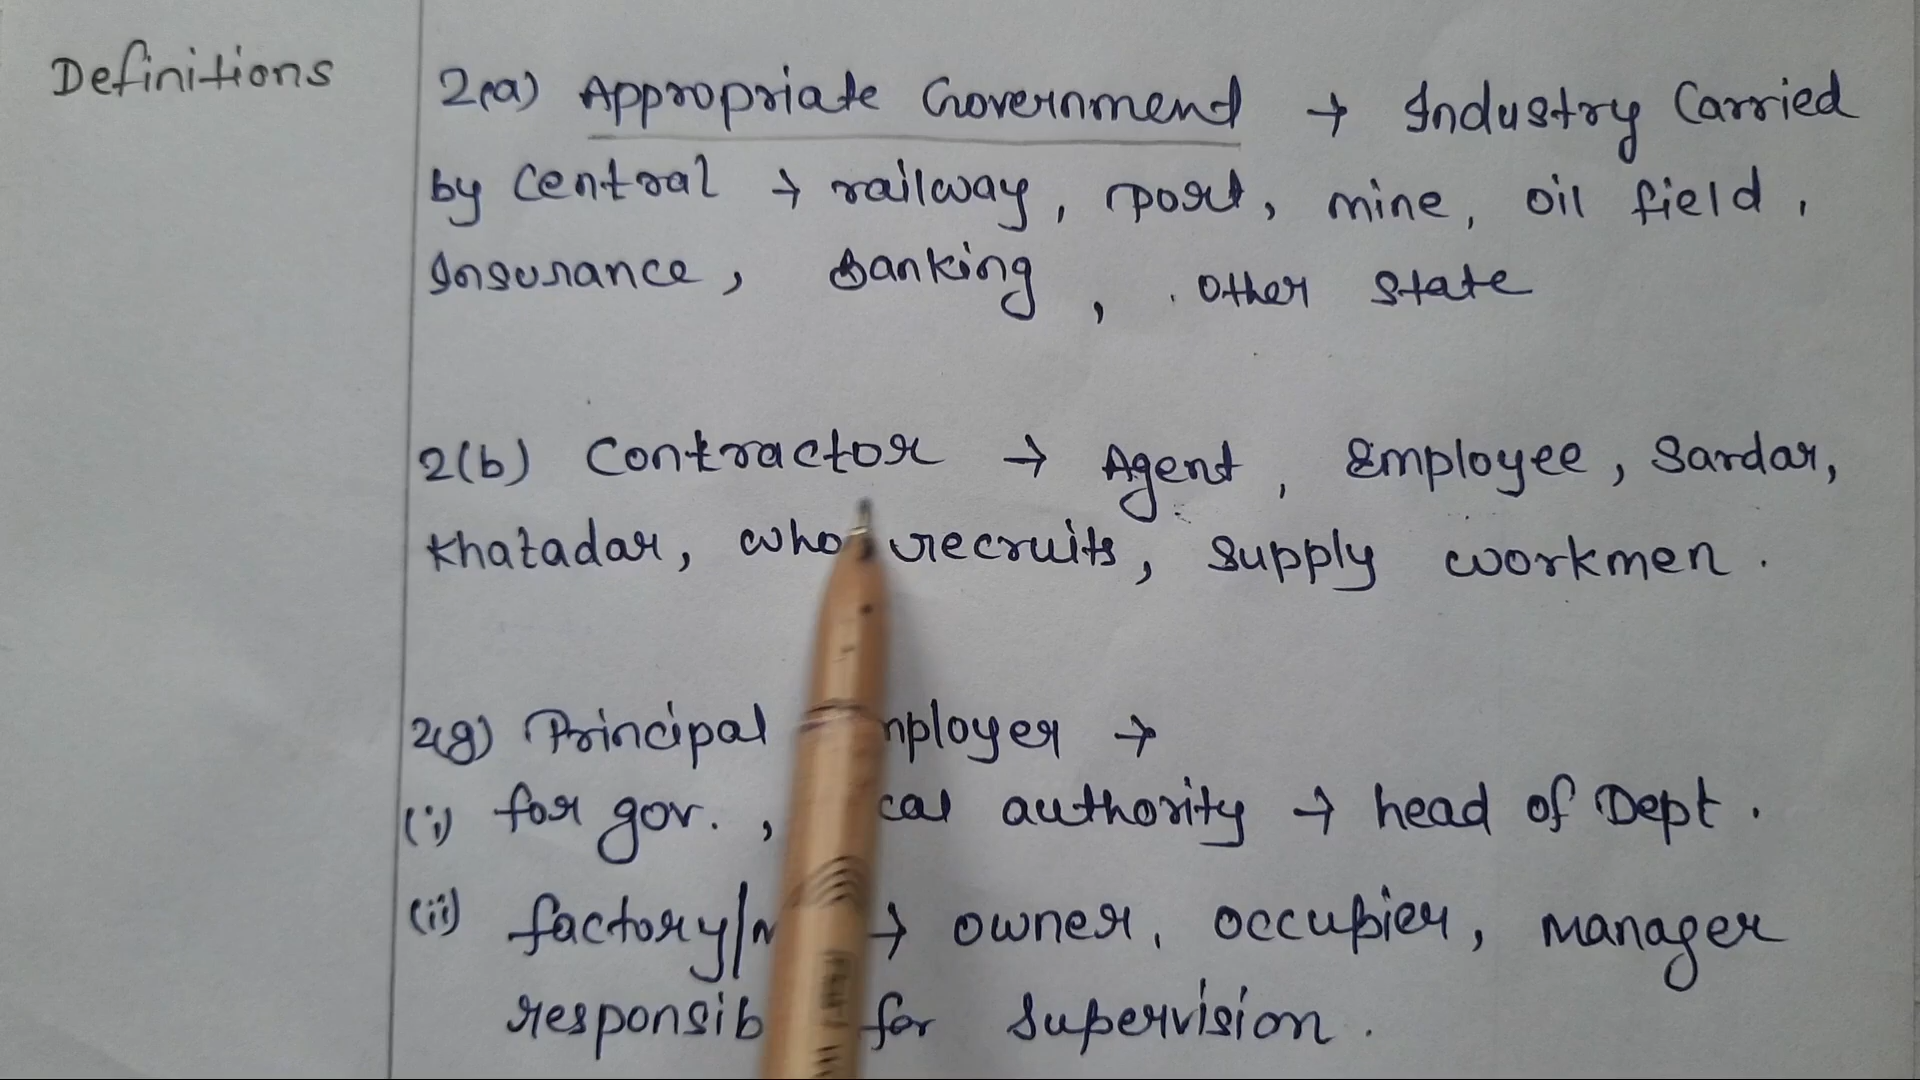 Definitions
2(a) Appropriate Government → Industry Carried
by Central → railway, port, mine, oil field,
Insurance, Banking, Other State
2(b) Contractor → Agent, Employee, Sardar,
Khatadar, who recruits, supply workmen.
2(g) Principal mployer →
(i) for gov., cal authority → head of Dept.
(ii) factory/ → owner, occupier, Manager
responsib for Supervision.